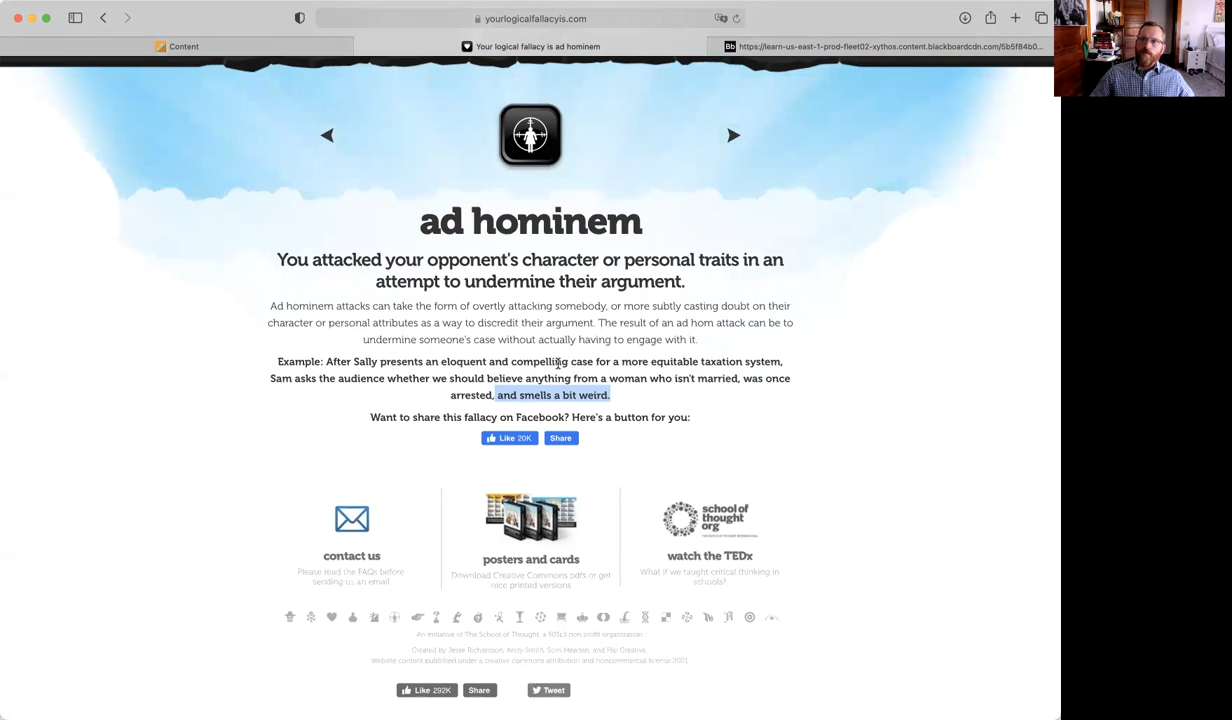 yourlogicalfallacyis.com
Content
Your logical fallacy is ad hominem
Bb https://learn-us-east-1-prod-fleet02-xythos.content.blackboardcdn.com/5b5f84b0...
ad hominem
You attacked your opponent's character or personal traits in an
attempt to undermine their argument.
Ad hominem attacks can take the form of overtly attacking somebody, or more subtly casting doubt on their
character or personal attributes as a way to discredit their argument. The result of an ad hom attack can be to
undermine someone's case without actually having to engage with it.
Example: After Sally presents an eloquent and compelling case for a more equitable taxation system,
Sam asks the audience whether we should believe anything from a woman who isn't married, was once
arrested, and smells a bit weird.
Want to share this fallacy on Facebook? Here's a button for you:
Like 20K Share
school of
thought
.org
contact us
posterns and cards
watch the TEDx
Please read the FAQs before
sending us an email
Download Creative Commons pdfs or get
nice printed versions
What if we taught critical thinking in
schools?
An initiative of The School of Thought, a 501c3 non profit organization
Created by Jesse Richardson, Andy Smith, Som Meaden, and Flip Creative.
Website content published under a creative commons attribution and noncommercial license 2021
Like 292K Share Tweet